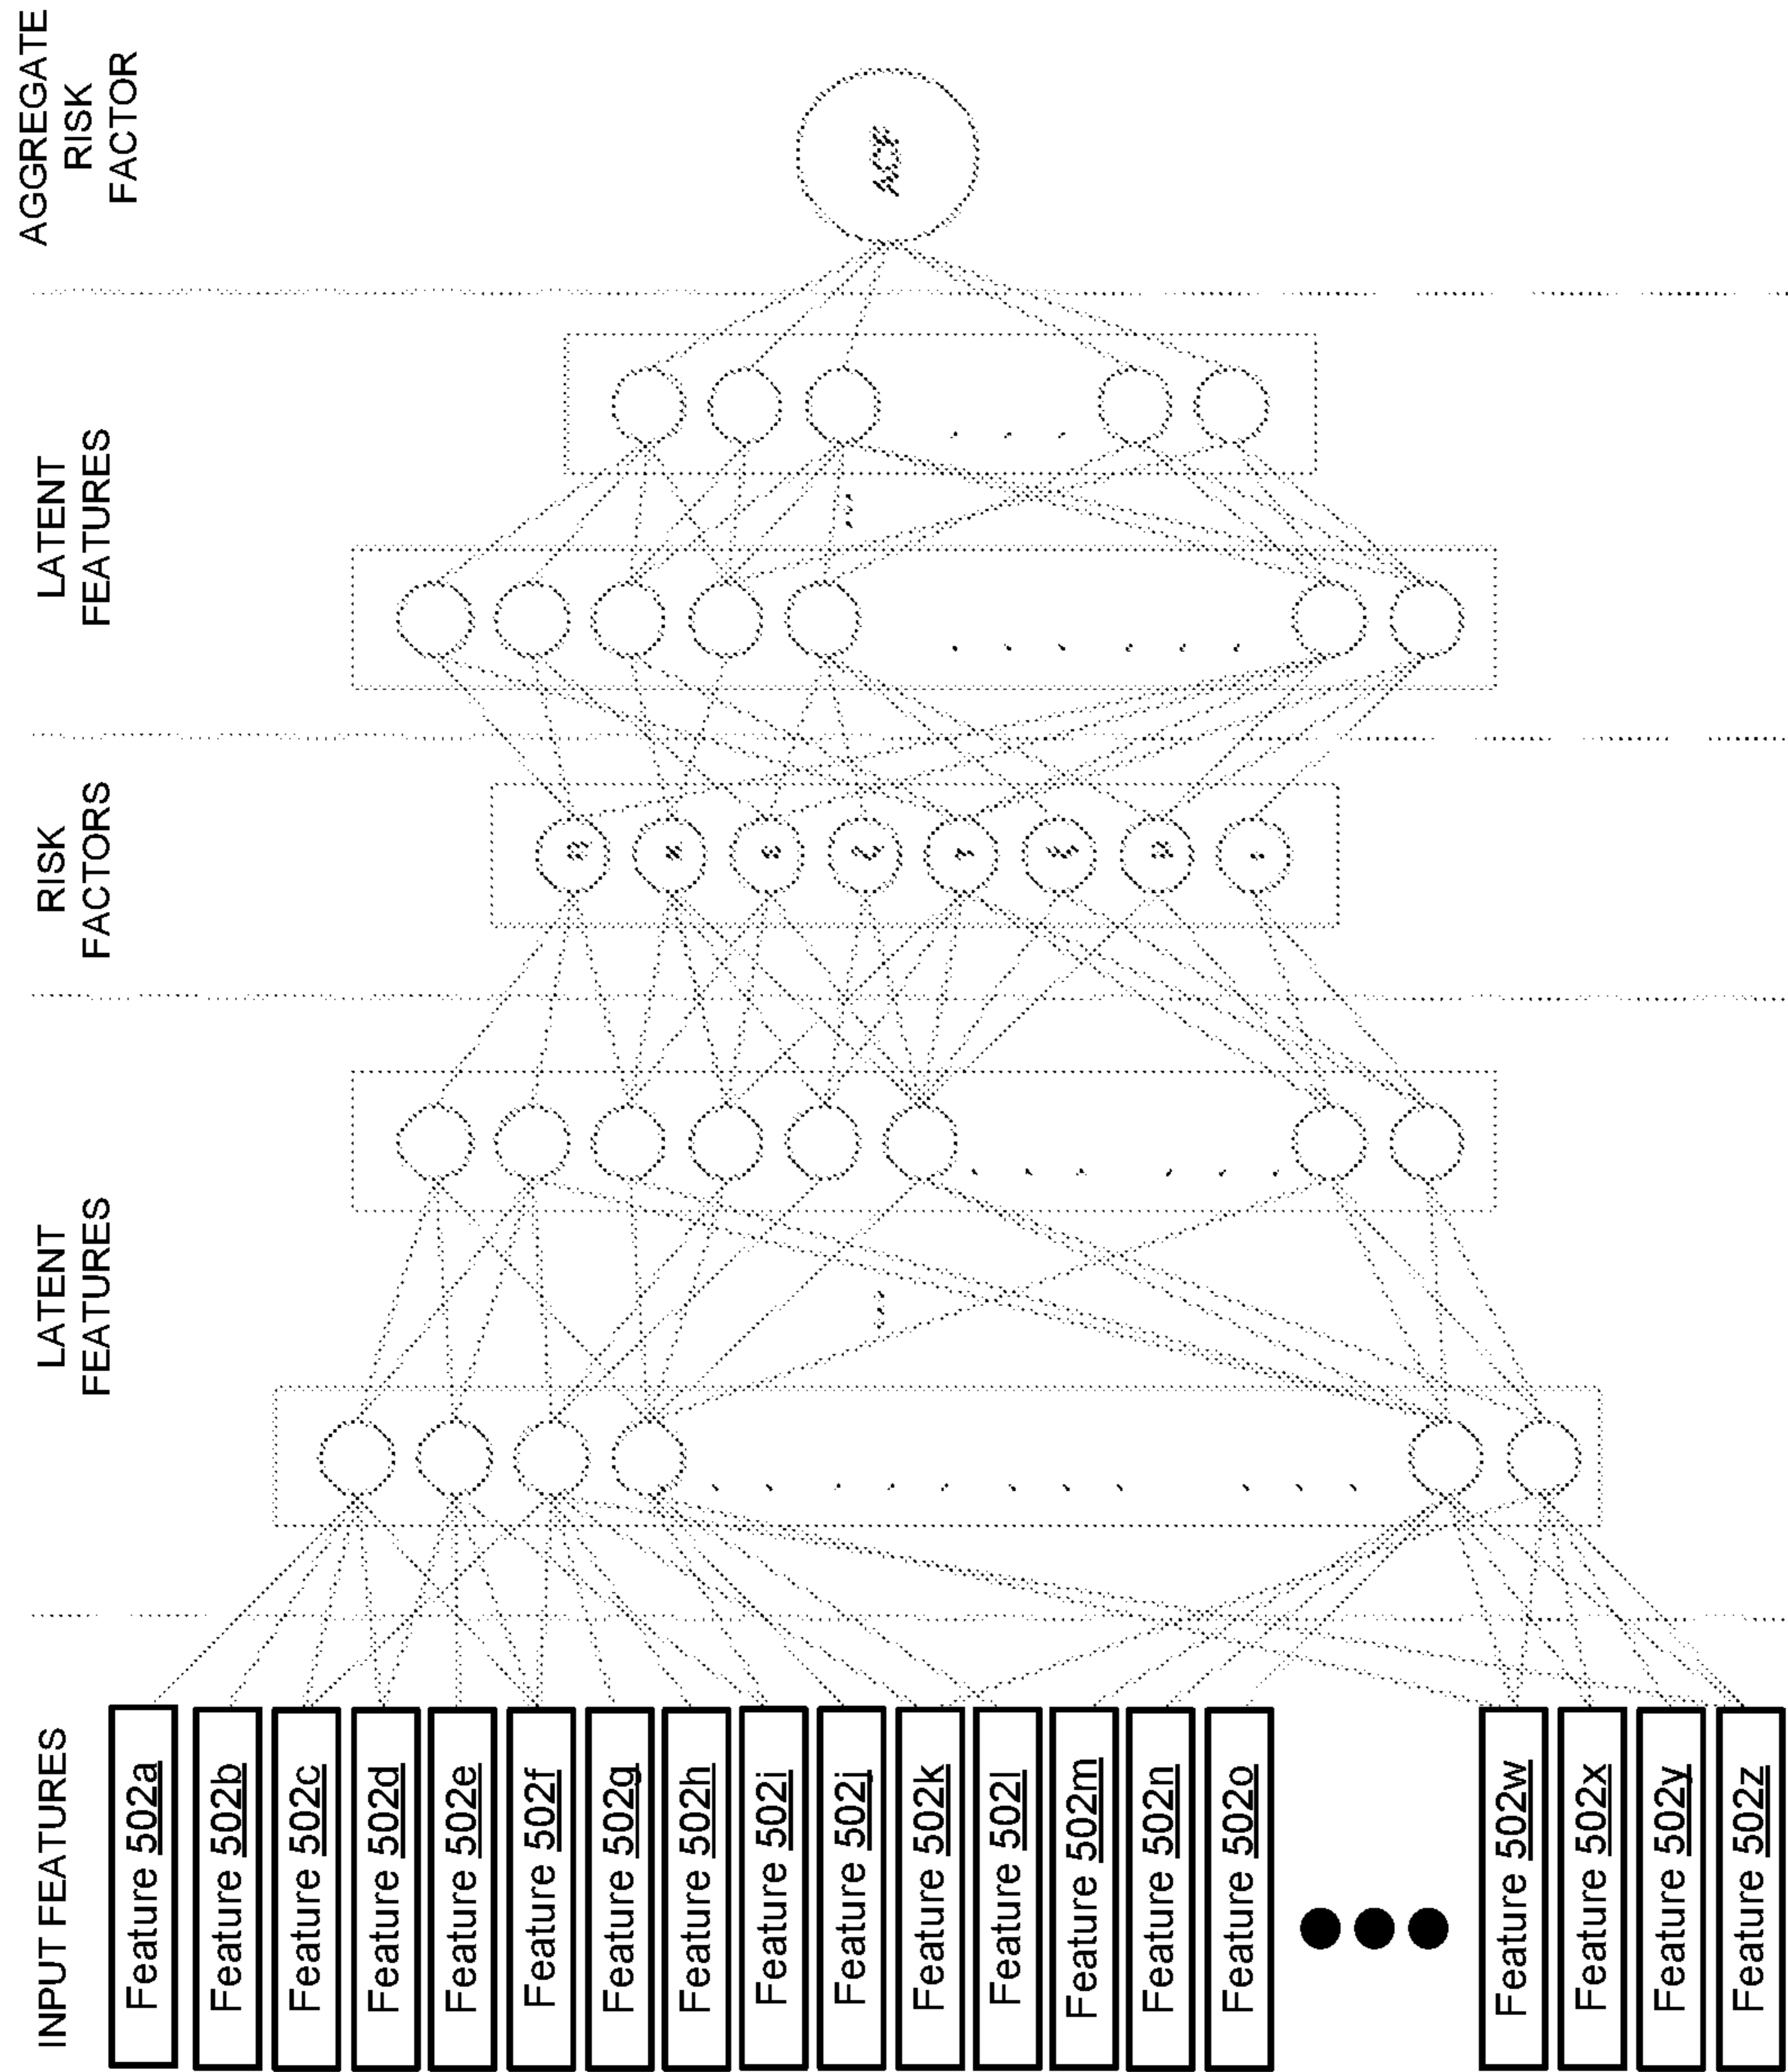 INPUT FEATURES
LATENT
FEATURES
RISK
FACTORS
LATENT
FEATURES
AGGREGATE
RISK
FACTOR
Feature 502a
Feature 502b
Feature 502c
Feature 502d
Feature 502e
Feature 502f
Feature 502g
Feature 502h
Feature 502i
Feature 502j
Feature 502k
Feature 502l
Feature 502m
Feature 502n
Feature 502o
Feature 502w
Feature 502x
Feature 502y
Feature 502z